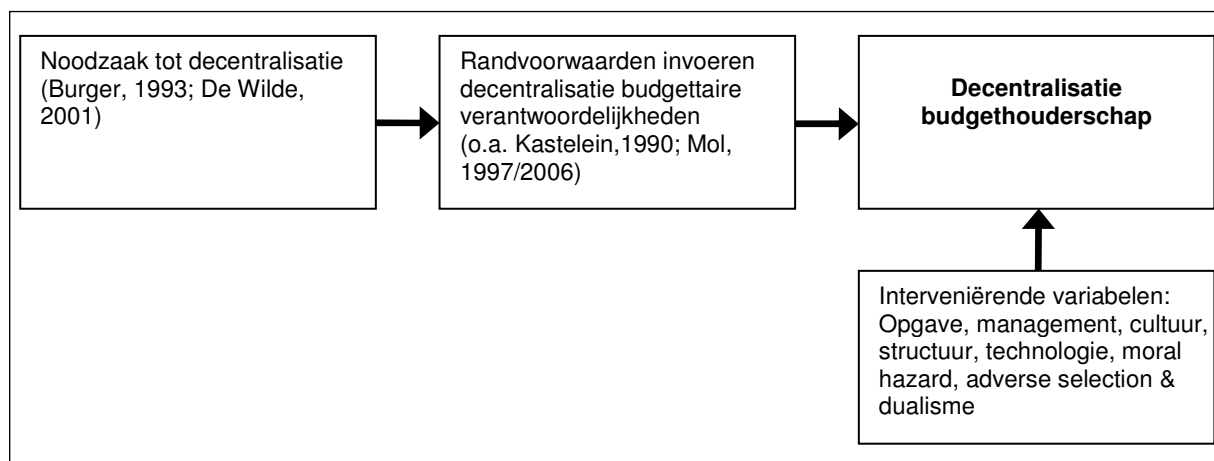 Noodzaak tot decentralisatie
(Burger, 1993; De Wilde,
2001)
Randvoorwaarden invoeren
decentralisatie budgettaire
verantwoordelijkheden
(o.a. Kastelein,1990; Mol,
1997/2006)
Decentralisatie
budgethouderschap
Interveniërende variabelen:
Opgave, management, cultuur,
structuur, technologie, moral
hazard, adverse selection &
dualisme